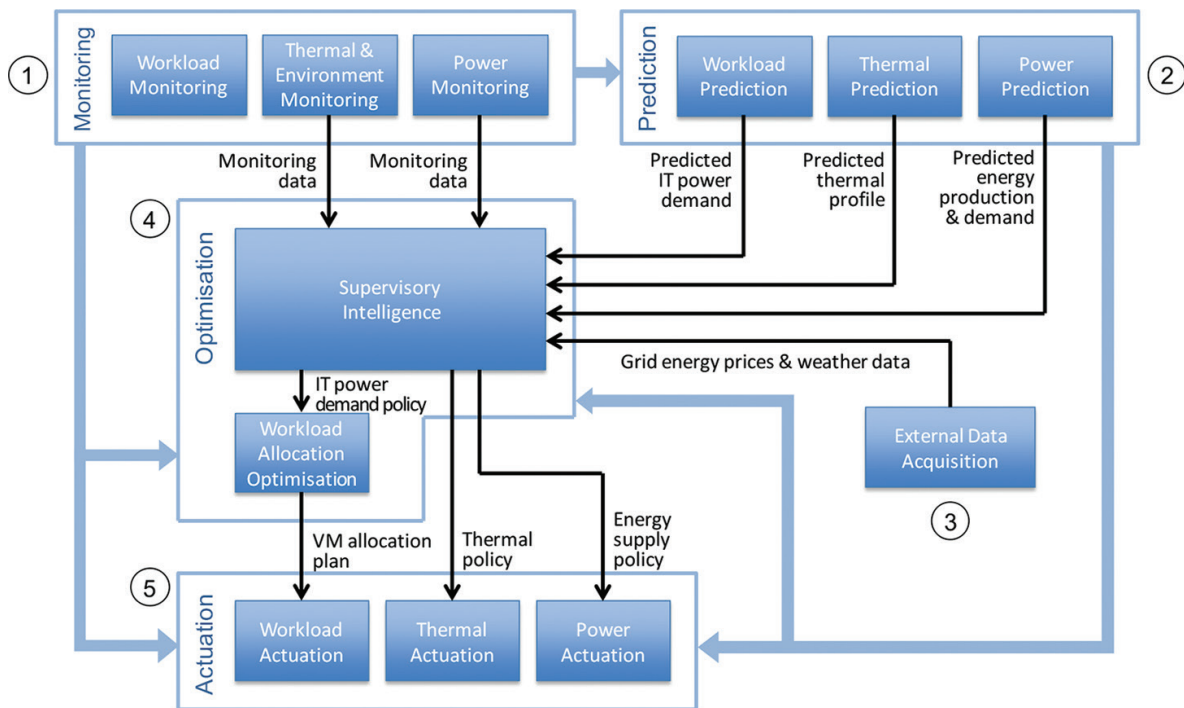 1
Monitoring
Workload
Monitoring
Thermal &
Environment
Monitoring
Power
Monitoring
Prediction
Workload
Prediction
Thermal
Prediction
Power
Prediction
2
Monitoring
data
Monitoring
data
Predicted
IT power
demand
Predicted
thermal
profile
Predicted
energy
production
& demand
4
Optimisation
Supervisory
Intelligence
Grid energy prices & weather data
IT power
demand policy
Workload
Allocation
Optimisation
External Data
Acquisition
3
VM allocation
plan
Thermal
policy
Energy
supply
policy
5
Actuation
Workload
Actuation
Thermal
Actuation
Power
Actuation